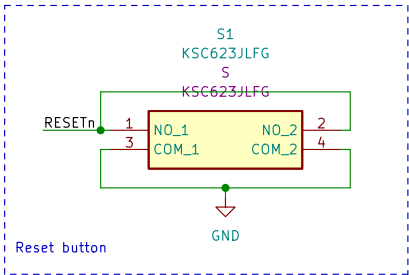 S1
KSC623JLFG
S
KSC623JLFG
RESETn 1 NO_1 NO_2 2
3 COM_1 COM_2 4
GND
Reset button